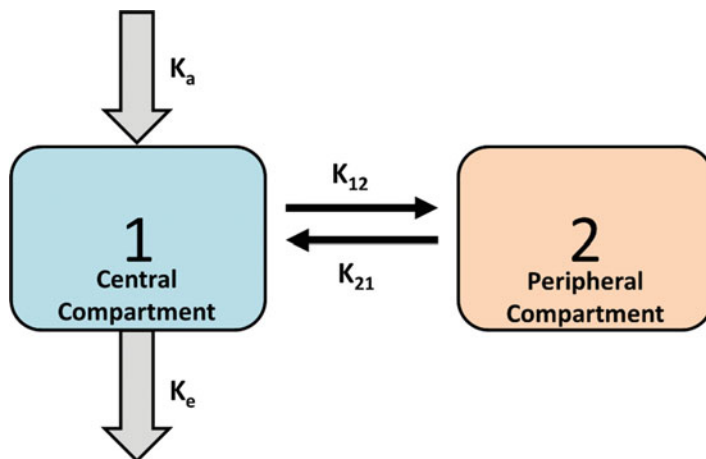 Kₐ
1
Central
Compartment
K₁₂
K₂₁
2
Peripheral
Compartment
Kₑ